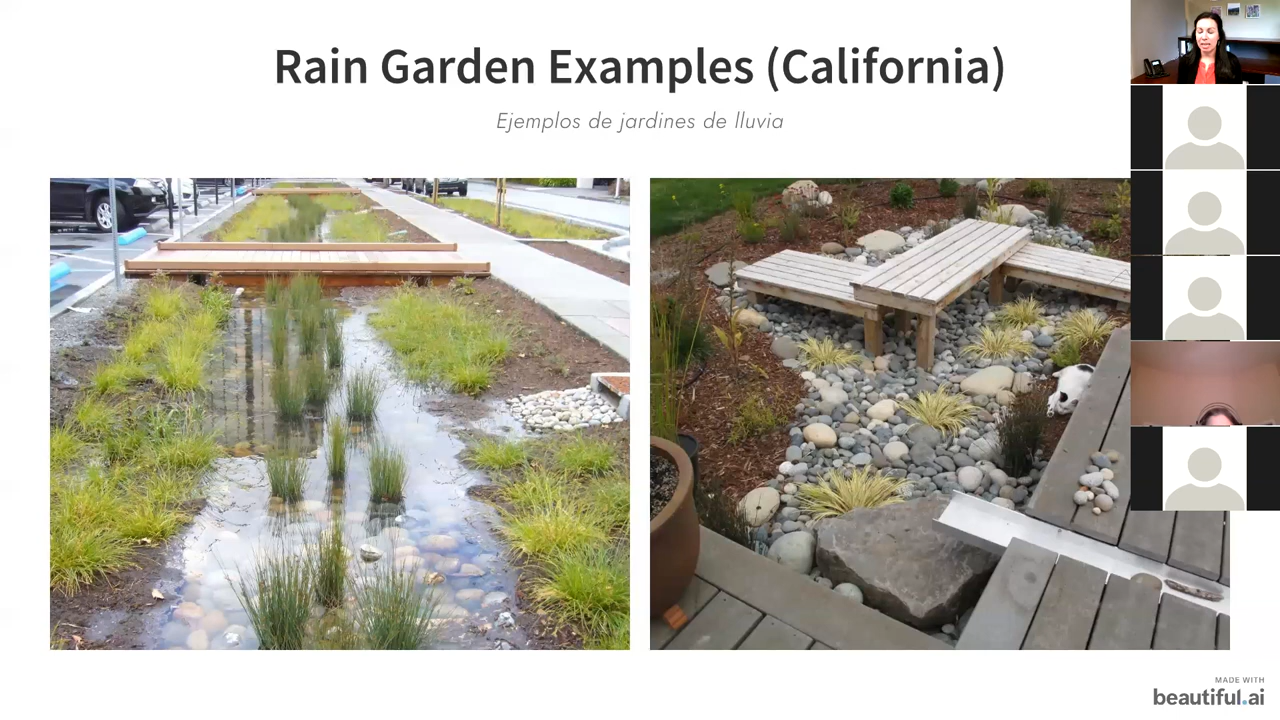 Rain Garden Examples (California)
Ejemplos de jardines de lluvia
MADE WITH
beautiful.ai